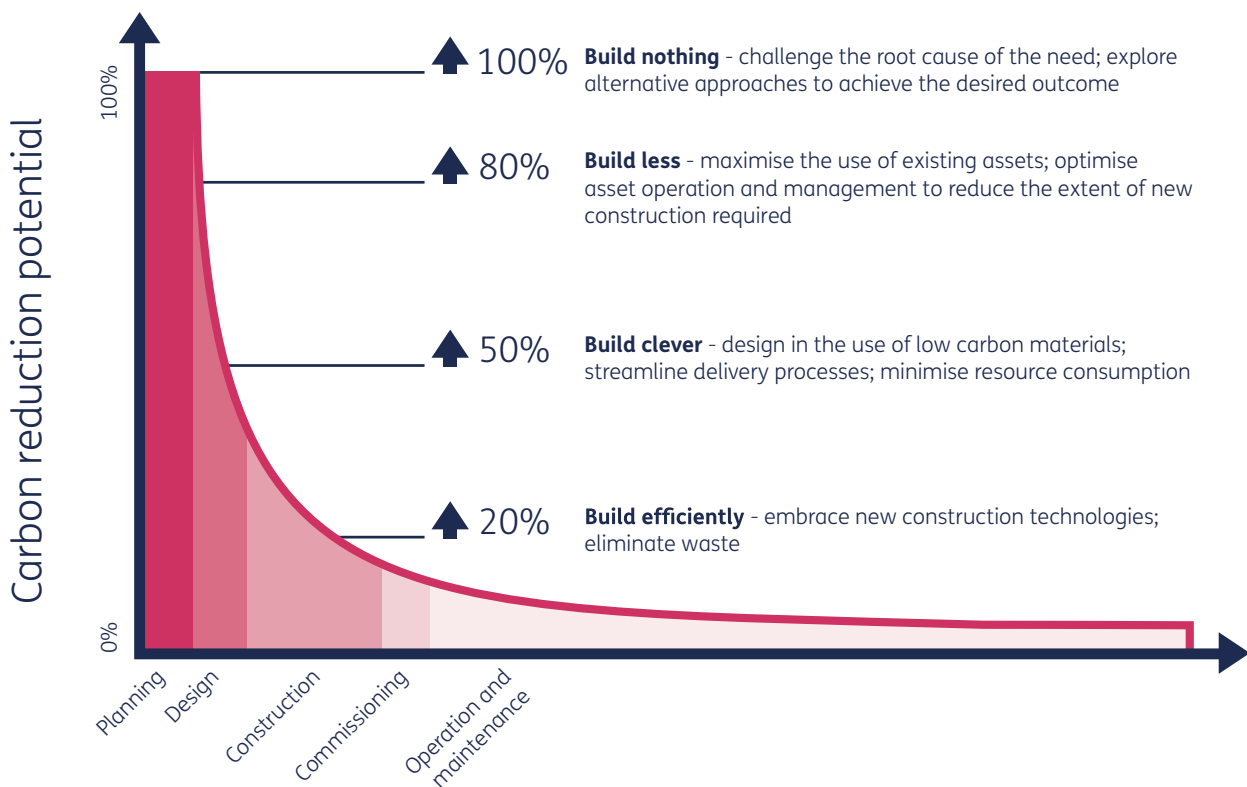 Carbon reduction potential
100%
0%
100%
Build nothing - challenge the root cause of the need; explore
alternative approaches to achieve the desired outcome
80%
Build less - maximise the use of existing assets; optimise
asset operation and management to reduce the extent of new
construction required
50%
Build clever - design in the use of low carbon materials;
streamline delivery processes; minimise resource consumption
20%
Build efficiently - embrace new construction technologies;
eliminate waste
Planning
Design
Construction
Commissioning
Operation and
maintenance